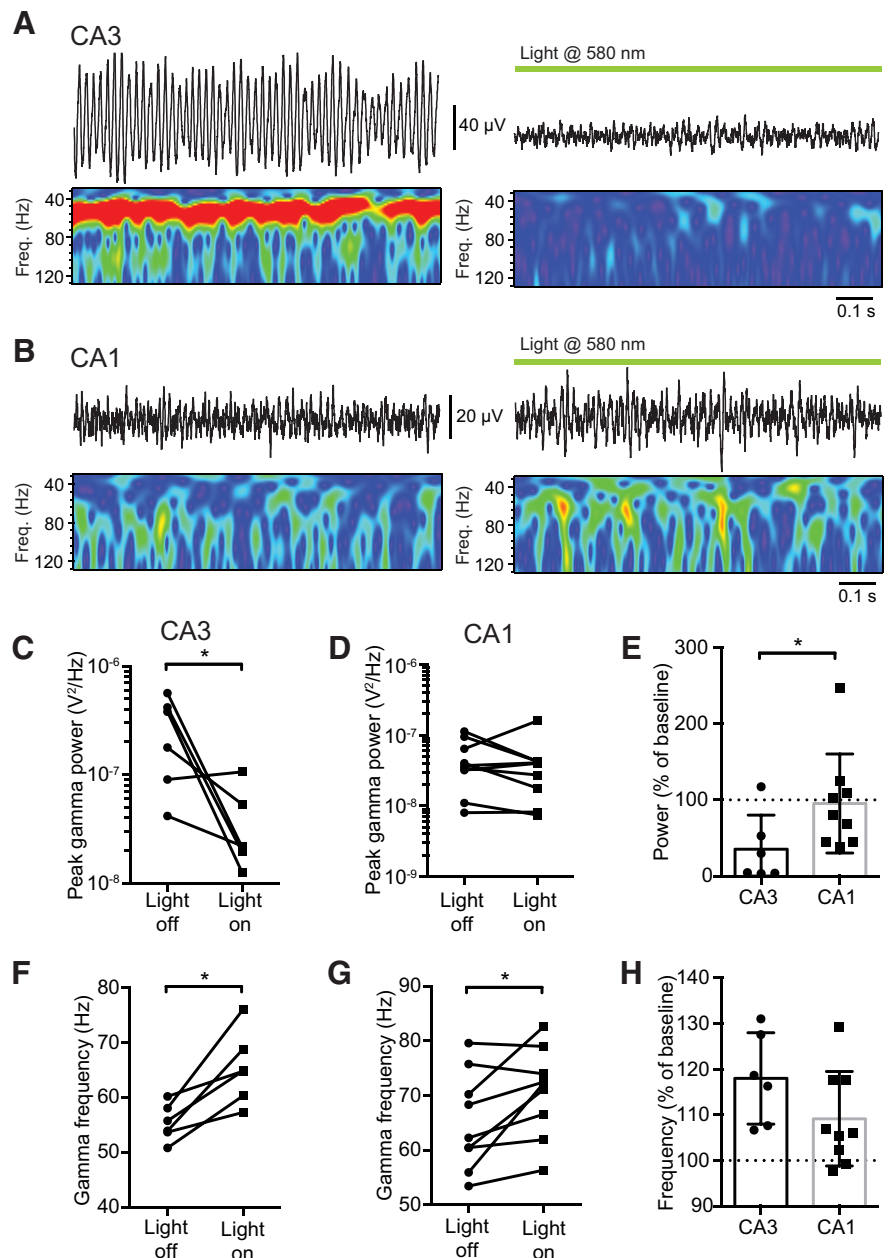 A
CA3
Light @ 580 nm
40 µV
Freq. (Hz)
40
80
120
Freq. (Hz)
40
80
120
0.1 s
B
CA1
Light @ 580 nm
20 µV
Freq. (Hz)
40
80
120
Freq. (Hz)
40
80
120
0.1 s
C
CA3
*
Peak gamma power (V²/Hz)
10⁻⁶
10⁻⁷
10⁻⁸
Light off
Light on
D
CA1
Peak gamma power (V²/Hz)
10⁻⁶
10⁻⁷
10⁻⁸
10⁻⁹
Light off
Light on
E
*
Power (% of baseline)
300
200
100
0
CA3
CA1
F
*
Gamma frequency (Hz)
80
70
60
50
40
Light off
Light on
G
*
Gamma frequency (Hz)
90
80
70
60
50
Light off
Light on
H
Frequency (% of baseline)
140
130
120
110
100
90
CA3
CA1